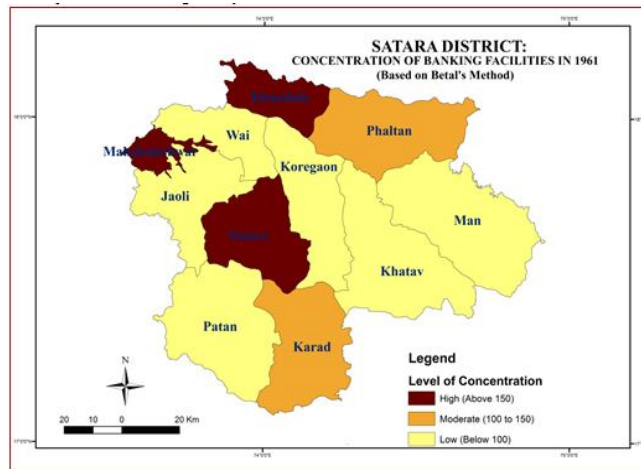 SATARA DISTRICT:
CONCENTRATION OF BANKING FACILITIES IN 1961
(Based on Betal's Method)
Phaltan
Wai
Mahabaleshwar
Koregaon
Jaoli
Man
Satara
Khatav
Patan
Karad
N
Legend
Level of Concentration
High (Above 150)
Moderate (100 to 150)
Low (Below 100)
20 10 0 20 Km